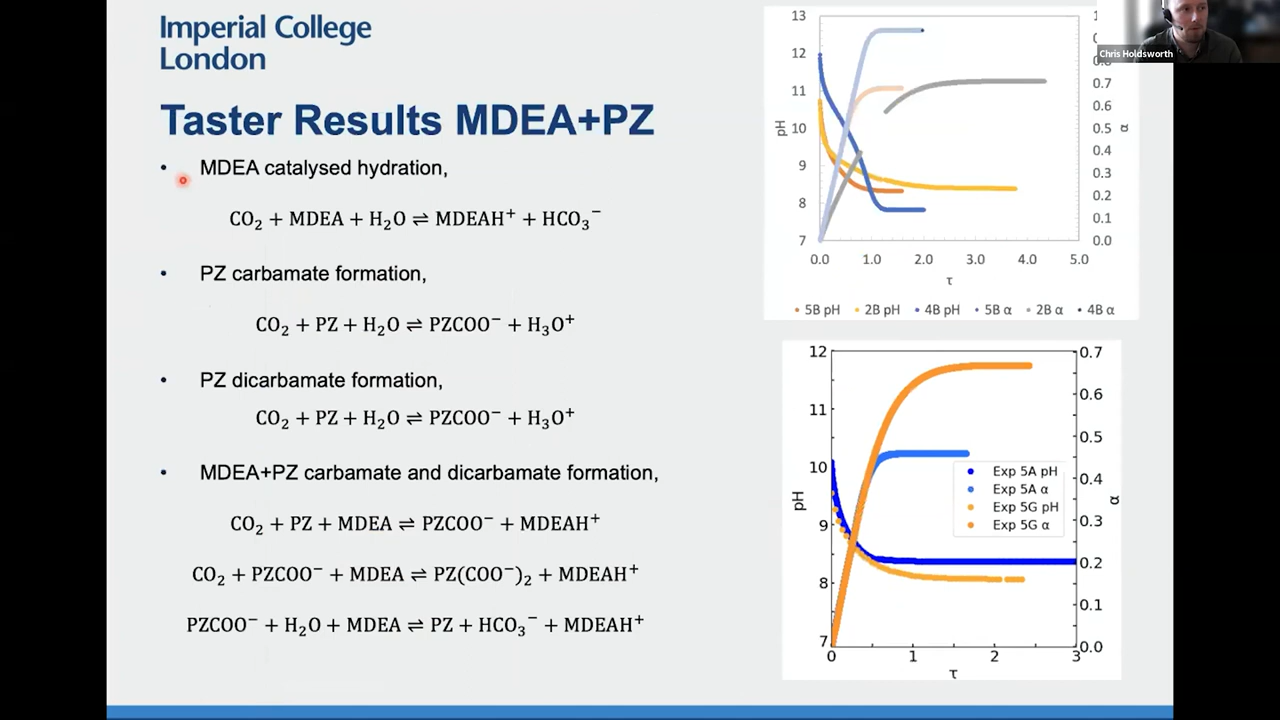 Imperial College
London
Taster Results MDEA+PZ
• MDEA catalysed hydration,
CO₂ + MDEA + H₂O ⇌ MDEAH⁺ + HCO₃⁻
• PZ carbamate formation,
CO₂ + PZ + H₂O ⇌ PZCOO⁻ + H₃O⁺
• PZ dicarbamate formation,
CO₂ + PZ + H₂O ⇌ PZCOO⁻ + H₃O⁺
• MDEA+PZ carbamate and dicarbamate formation,
CO₂ + PZ + MDEA ⇌ PZCOO⁻ + MDEAH⁺
CO₂ + PZCOO⁻ + MDEA ⇌ PZ(COO⁻)₂ + MDEAH⁺
PZCOO⁻ + H₂O + MDEA ⇌ PZ + HCO₃⁻ + MDEAH⁺
Chris Holdsworth
13
12
11
10
9
8
7
pH
0.7
0.6
0.5
0.4
0.3
0.2
0.1
0.0
α
0.0 1.0 2.0 3.0 4.0 5.0
τ
• 5B pH • 2B pH • 4B pH • 5B α • 2B α • 4B α
12
11
10
9
8
7
pH
0.7
0.6
0.5
0.4
0.3
0.2
0.1
0.0
α
Exp 5A pH
Exp 5A α
Exp 5G pH
Exp 5G α
0 1 2 3
τ